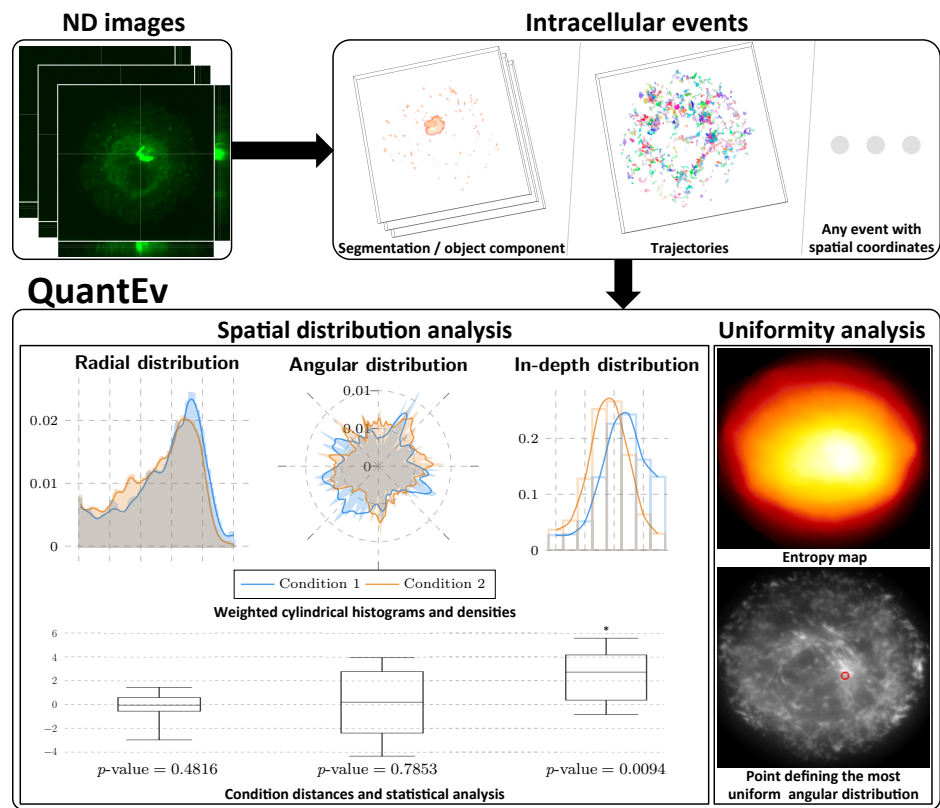 ND images
Intracellular events
Segmentation / object component
Trajectories
Any event with
spatial coordinates
QuantEv
Spatial distribution analysis
Uniformity analysis
Radial distribution
Angular distribution
In-depth distribution
0.02
0.01
0
0.01
0.01
0
0.2
0.1
0
Entropy map
Condition 1
Condition 2
Weighted cylindrical histograms and densities
6
4
2
0
−2
−4
*
p-value = 0.4816
p-value = 0.7853
p-value = 0.0094
Condition distances and statistical analysis
Point defining the most
uniform angular distribution